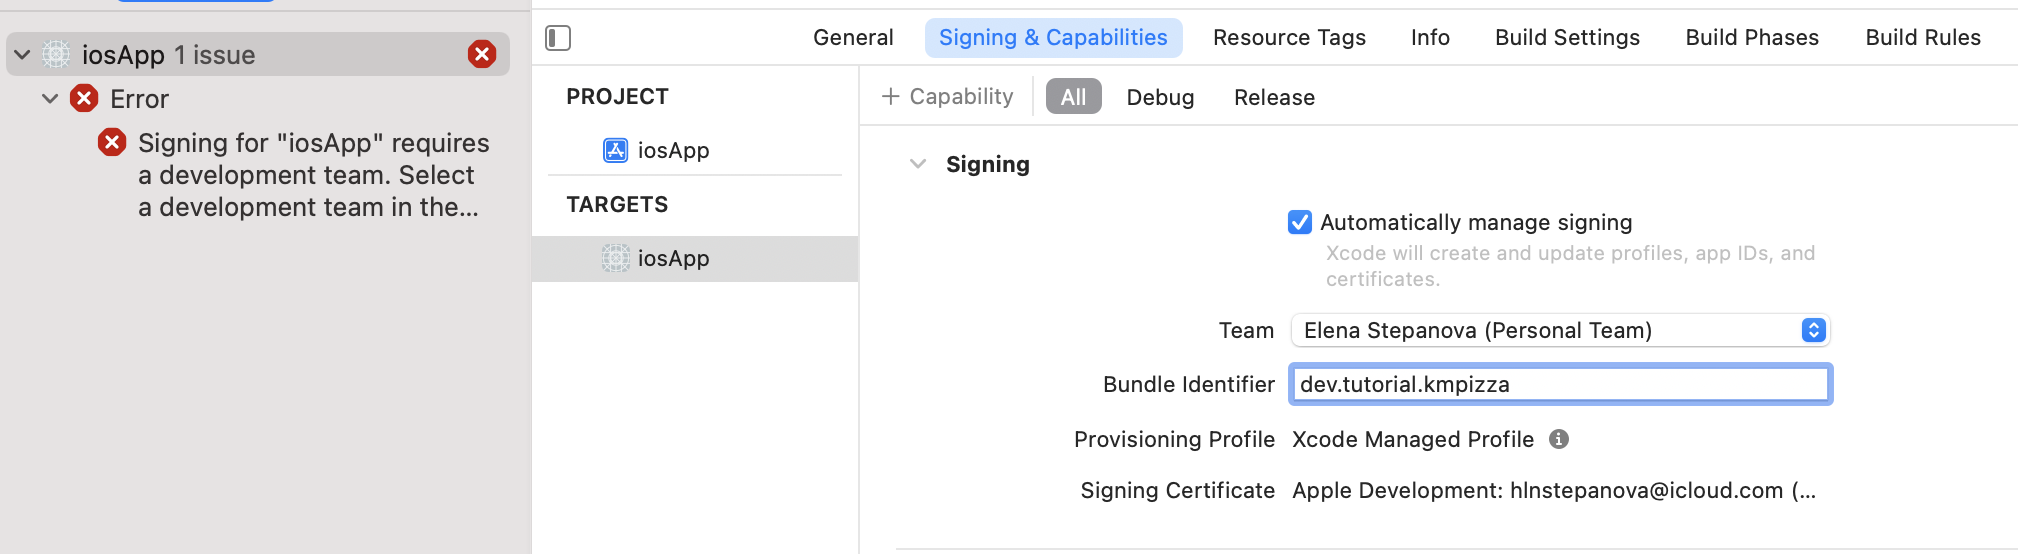 iosApp 1 issue
Error
Signing for "iosApp" requires
a development team. Select
a development team in the...
General Signing & Capabilities Resource Tags Info Build Settings Build Phases Build Rules
PROJECT
iosApp
TARGETS
iosApp
+ Capability All Debug Release
Signing
Automatically manage signing
Xcode will create and update profiles, app IDs, and
certificates.
Team Elena Stepanova (Personal Team)
Bundle Identifier dev.tutorial.kmpizza
Provisioning Profile Xcode Managed Profile
Signing Certificate Apple Development: hlnstepanova@icloud.com (...